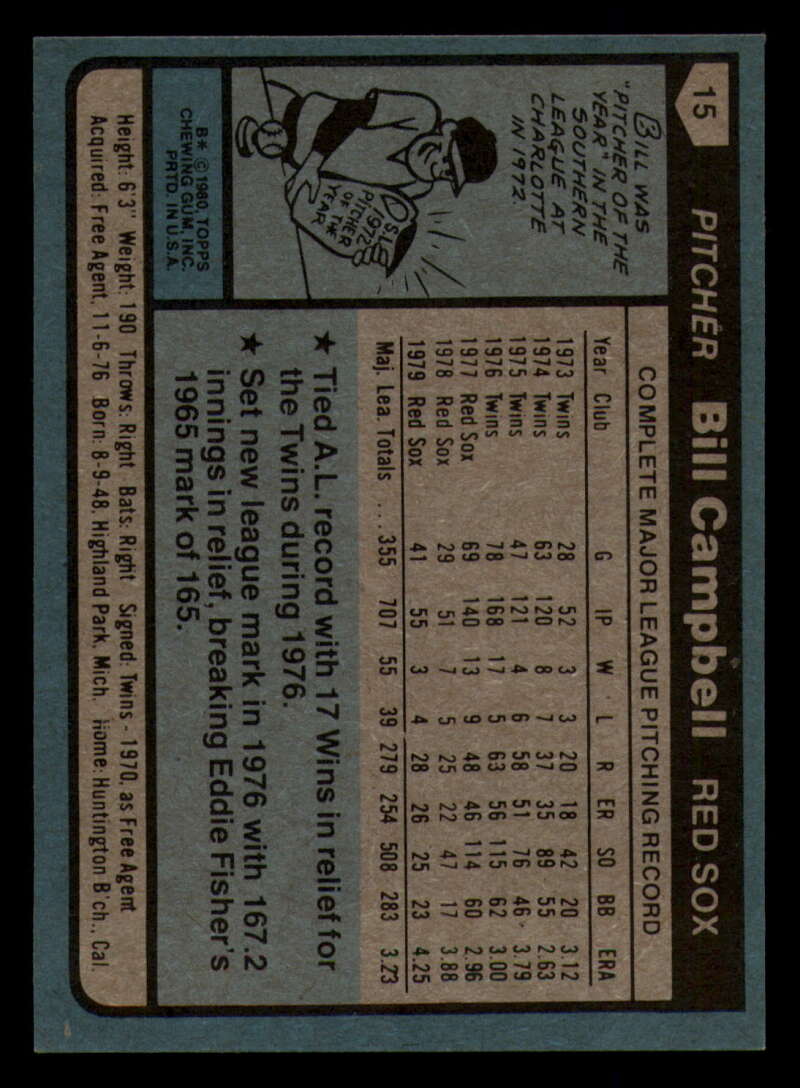 15 PITCHER Bill Campbell RED SOX
BILL WAS
"PITCHER OF THE
YEAR" IN THE
SOUTHERN
LEAGUE AT
CHARLOTTE
IN 1972.
S.L.
1972
PITCHER
OF THE
YEAR
B* © 1980 TOPPS
CHEWING GUM, INC.
PRTD. IN U.S.A.
COMPLETE MAJOR LEAGUE PITCHING RECORD
Year Club G IP W L R ER SO BB ERA
1973 Twins 28 52 3 3 20 18 42 20 3.12
1974 Twins 63 120 8 7 37 35 89 55 2.63
1975 Twins 47 121 4 6 58 51 76 46 3.79
1976 Twins 78 168 17 5 63 56 115 62 3.00
1977 Red Sox 69 140 13 9 48 46 114 60 2.96
1978 Red Sox 29 51 7 5 25 22 47 17 3.88
1979 Red Sox 41 55 3 4 28 26 25 23 4.25
Maj. Lea. Totals ... 355 707 55 39 279 254 508 283 3.23
★ Tied A.L. record with 17 Wins in relief for
the Twins during 1976.
★ Set new league mark in 1976 with 167.2
innings in relief, breaking Eddie Fisher's
1965 mark of 165.
Height: 6'3" Weight: 190 Throws: Right Bats: Right Signed: Twins - 1970, as Free Agent
Acquired: Free Agent, 11-6-76 Born: 8-9-48, Highland Park, Mich. Home: Huntington B'ch., Cal.